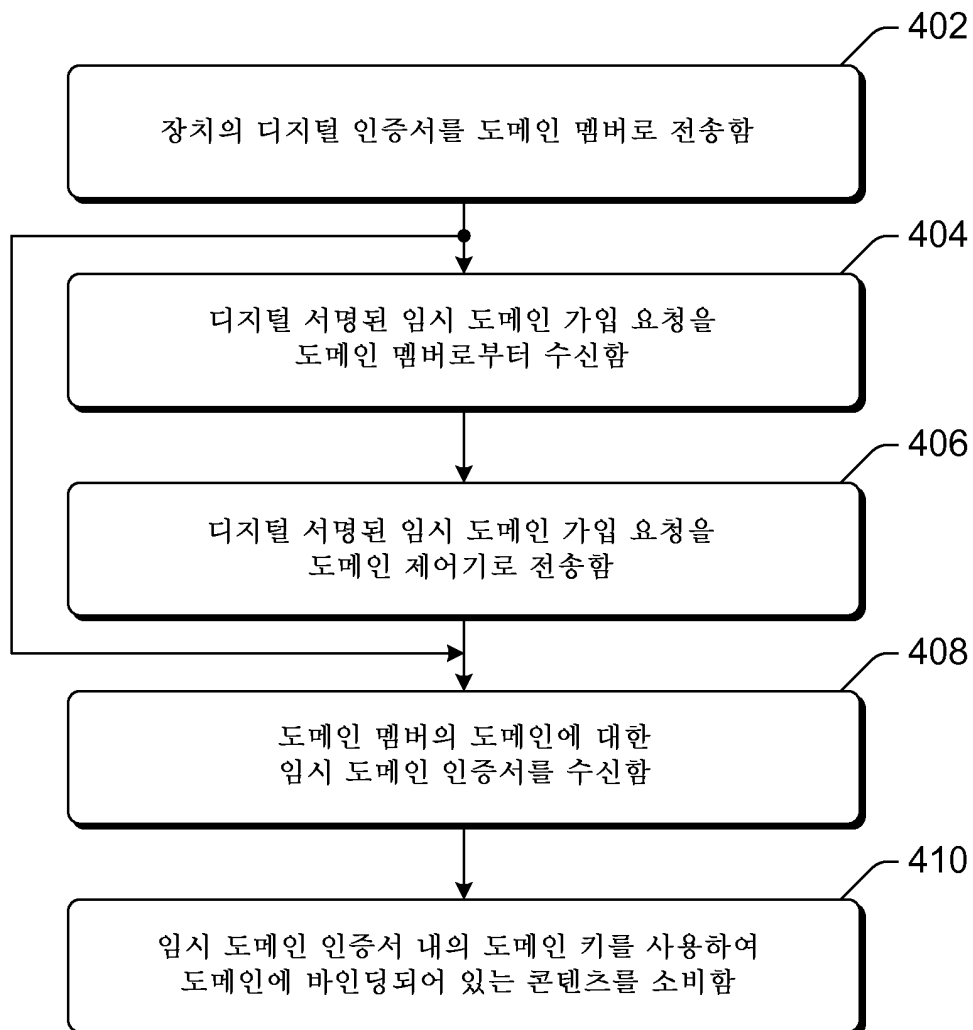 402
장치의 디지털 인증서를 도메인 멤버로 전송함
404
디지털 서명된 임시 도메인 가입 요청을
도메인 멤버로부터 수신함
406
디지털 서명된 임시 도메인 가입 요청을
도메인 제어기로 전송함
408
도메인 멤버의 도메인에 대한
임시 도메인 인증서를 수신함
410
임시 도메인 인증서 내의 도메인 키를 사용하여
도메인에 바인딩되어 있는 콘텐츠를 소비함